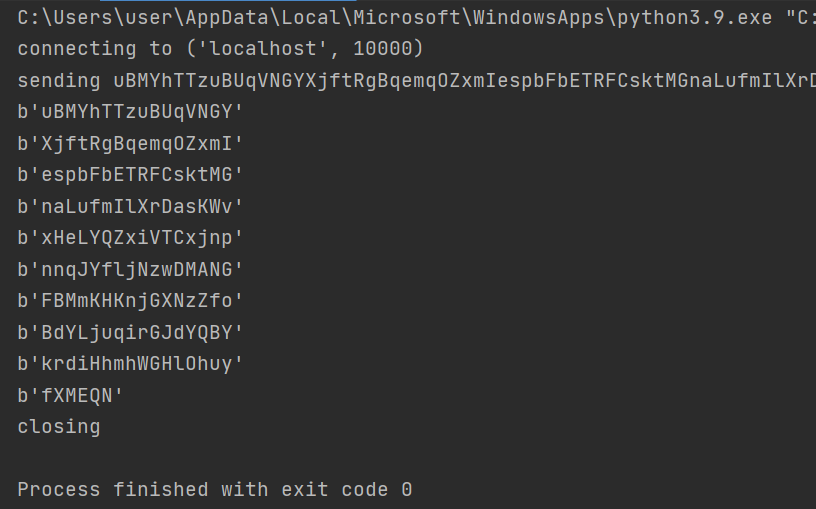 C:\Users\user\AppData\Local\Microsoft\WindowsApps\python3.9.exe "C:
connecting to ('localhost', 10000)
sending uBMYhTTzuBUqVNGYXjftRgBqemqOZxmIespbFbETRFCsktMGnaLufmIlXrD
b'uBMYhTTzuBUqVNGY'
b'XjftRgBqemqOZxmI'
b'espbFbETRFCsktMG'
b'naLufmIlXrDasKWv'
b'xHeLYQZxiVTCxjnp'
b'nnqJYfljNzwDMANG'
b'FBMmKHKnjGXNzZfo'
b'BdYLjuqirGJdYQBY'
b'krdiHhmhWGHlOhuy'
b'fXMEQN'
closing
Process finished with exit code 0